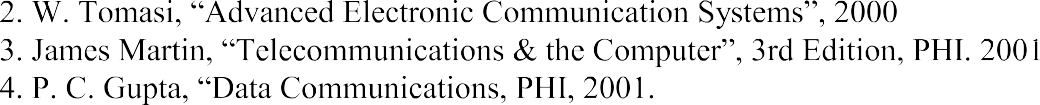 2. W. Tomasi, “Advanced Electronic Communication Systems”, 2000
3. James Martin, “Telecommunications & the Computer”, 3rd Edition, PHI. 2001
4. P. C. Gupta, “Data Communications, PHI, 2001.